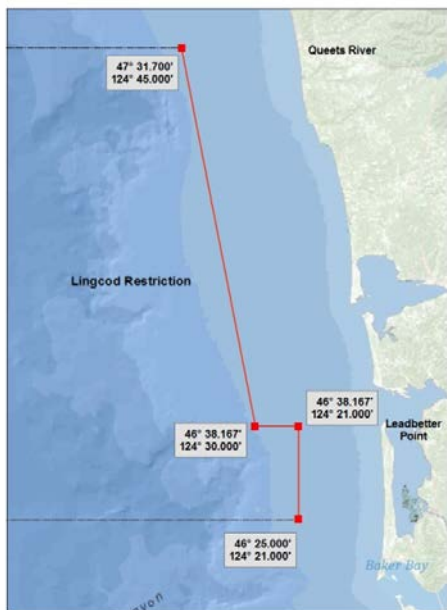 Queets River
47° 31.700'
124° 45.000'
Lingcod Restriction
46° 38.167'
124° 21.000'
46° 38.167'
124° 30.000'
Leadbetter
Point
46° 25.000'
124° 21.000'
Baker Bay